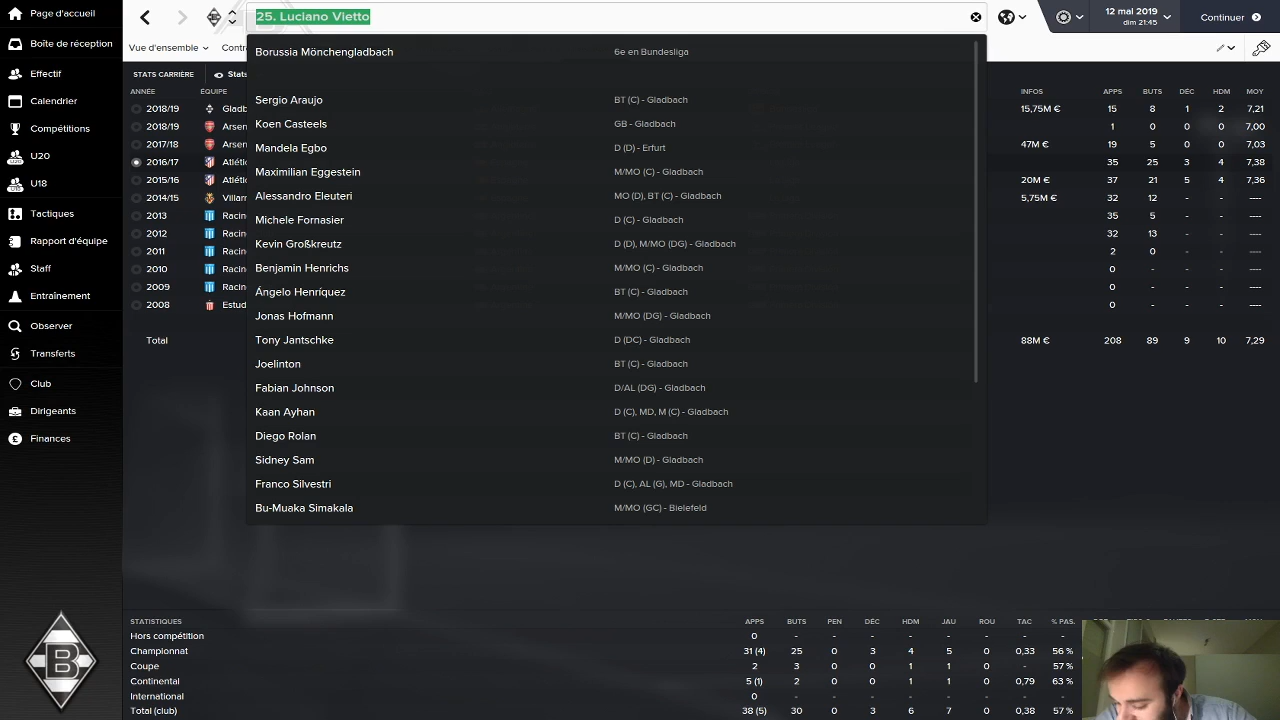 Page d'accueil
25. Luciano Vietto
12 mai 2019
dim 21:45
Continuer
Boîte de réception
Vue d'ensemble
Borussia Mönchengladbach 6e en Bundesliga
Effectif
STATS CARRIÈRE
ANNÉE ÉQUIPE INFOS APPS BUTS DÉC HDM MOY
Calendrier
Sergio Araujo BT (C) - Gladbach
2018/19 15,75M € 15 8 1 2 7,21
Compétitions
Koen Casteels GB - Gladbach
2018/19 1 0 0 0 7,00
U20
Mandela Egbo D (D) - Erfurt
2017/18 47M € 19 5 0 0 7,03
2016/17 35 25 3 4 7,38
Maximilian Eggestein M/MO (C) - Gladbach
U18
2015/16 20M € 37 21 5 4 7,36
Alessandro Eleuteri MO (D), BT (C) - Gladbach
2014/15 5,75M € 32 12 - - ----
Tactiques
Michele Fornasier D (C) - Gladbach
2013 35 5 - - ----
2012 32 13 - - ----
Rapport d'équipe
Kevin Großkreutz D (D), M/MO (DG) - Gladbach
2011 2 0 - - ----
Staff
Benjamin Henrichs M/MO (C) - Gladbach
2010 0 - - - ----
2009 0 - - - ----
Entraînement
Ángelo Henríquez BT (C) - Gladbach
2008 0 - - - ----
Jonas Hofmann M/MO (DG) - Gladbach
Observer
Tony Jantschke D (DC) - Gladbach
Total 88M € 208 89 9 10 7,29
Transferts
Joelinton BT (C) - Gladbach
Club
Fabian Johnson D/AL (DG) - Gladbach
Dirigeants
Kaan Ayhan D (C), MD, M (C) - Gladbach
Finances
Diego Rolan BT (C) - Gladbach
Sidney Sam M/MO (D) - Gladbach
Franco Silvestri D (C), AL (G), MD - Gladbach
Bu-Muaka Simakala M/MO (GC) - Bielefeld
STATISTIQUES APPS BUTS PEN DÉC HDM JAU ROU TAC % PAS.
Hors compétition 0 - - - - - - - -
Championnat 31 (4) 25 0 3 4 5 0 0,33 56 %
Coupe 2 3 0 0 1 1 0 - 57 %
Continental 5 (1) 2 0 0 1 1 0 0,79 63 %
International 0 - - - - - - - -
Total (club) 38 (5) 30 0 3 6 7 0 0,38 57 %
B